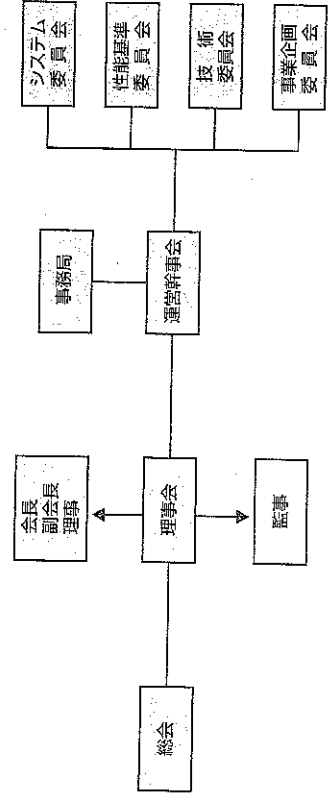 総会
会長
副会長
理事
理事会
監事
事務局
運営幹事会
システム
委員会
性能基準
委員会
技術
委員会
事業企画
委員会